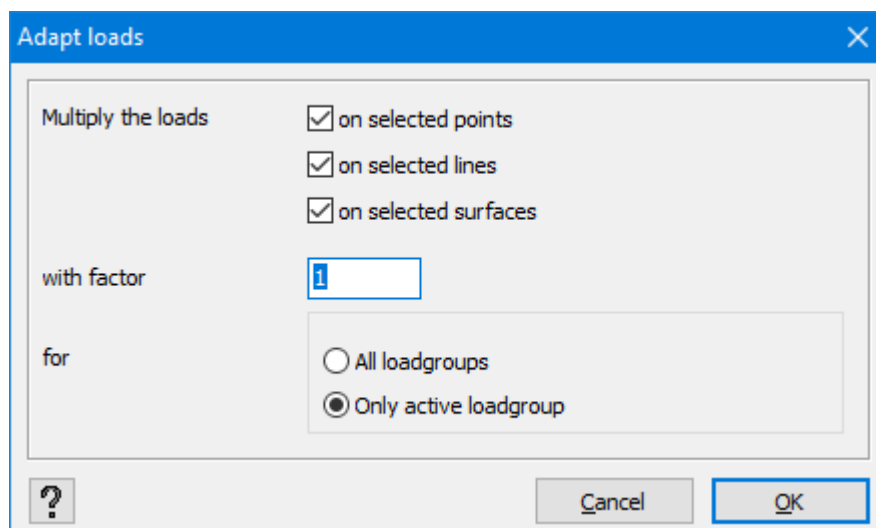 Adapt loads
Multiply the loads
on selected points
on selected lines
on selected surfaces
with factor
1
for
All loadgroups
Only active loadgroup
?
Cancel
OK